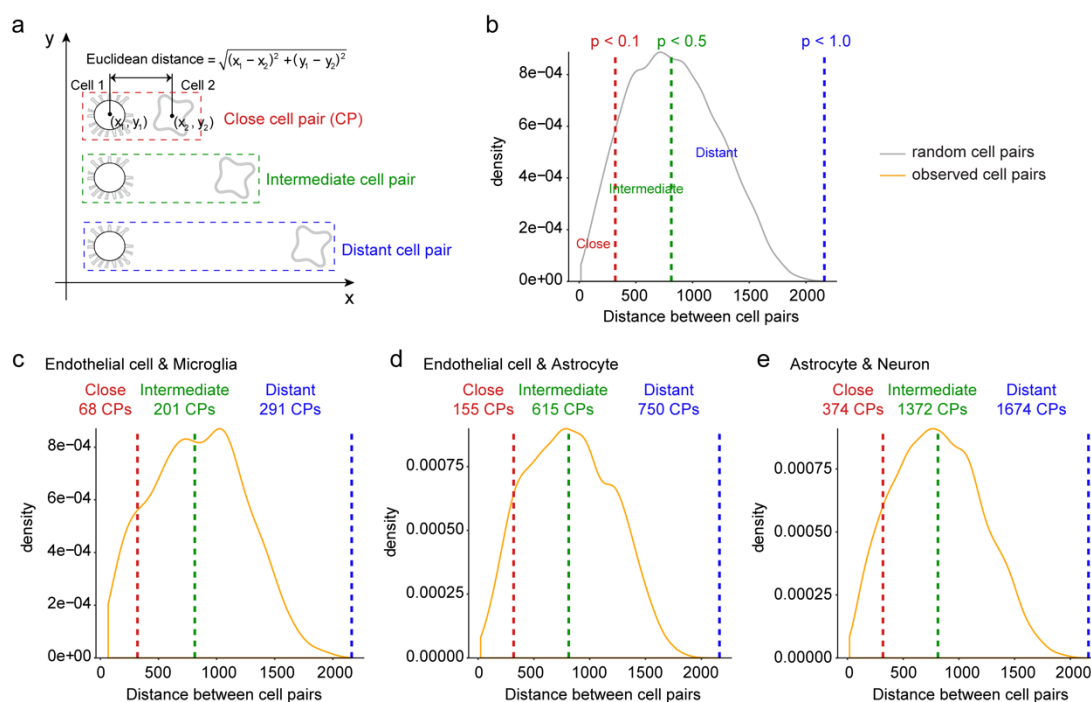 a
y
Euclidean distance = √(x₁ − x₂)² + (y₁ − y₂)²
Cell 1
Cell 2
(x₁, y₁)
(x₂, y₂)
Close cell pair (CP)
Intermediate cell pair
Distant cell pair
x
b
p < 0.1
p < 0.5
p < 1.0
8e−04
6e−04
4e−04
2e−04
0e+00
density
Distant
Intermediate
Close
0 500 1000 1500 2000
Distance between cell pairs
random cell pairs
observed cell pairs
c
Endothelial cell & Microglia
Close
68 CPs
Intermediate
201 CPs
Distant
291 CPs
8e−04
6e−04
4e−04
2e−04
0e+00
density
0 500 1000 1500 2000
Distance between cell pairs
d
Endothelial cell & Astrocyte
Close
155 CPs
Intermediate
615 CPs
Distant
750 CPs
0.00075
0.00050
0.00025
0.00000
density
0 500 1000 1500 2000
Distance between cell pairs
e
Astrocyte & Neuron
Close
374 CPs
Intermediate
1372 CPs
Distant
1674 CPs
0.00075
0.00050
0.00025
0.00000
density
0 500 1000 1500 2000
Distance between cell pairs